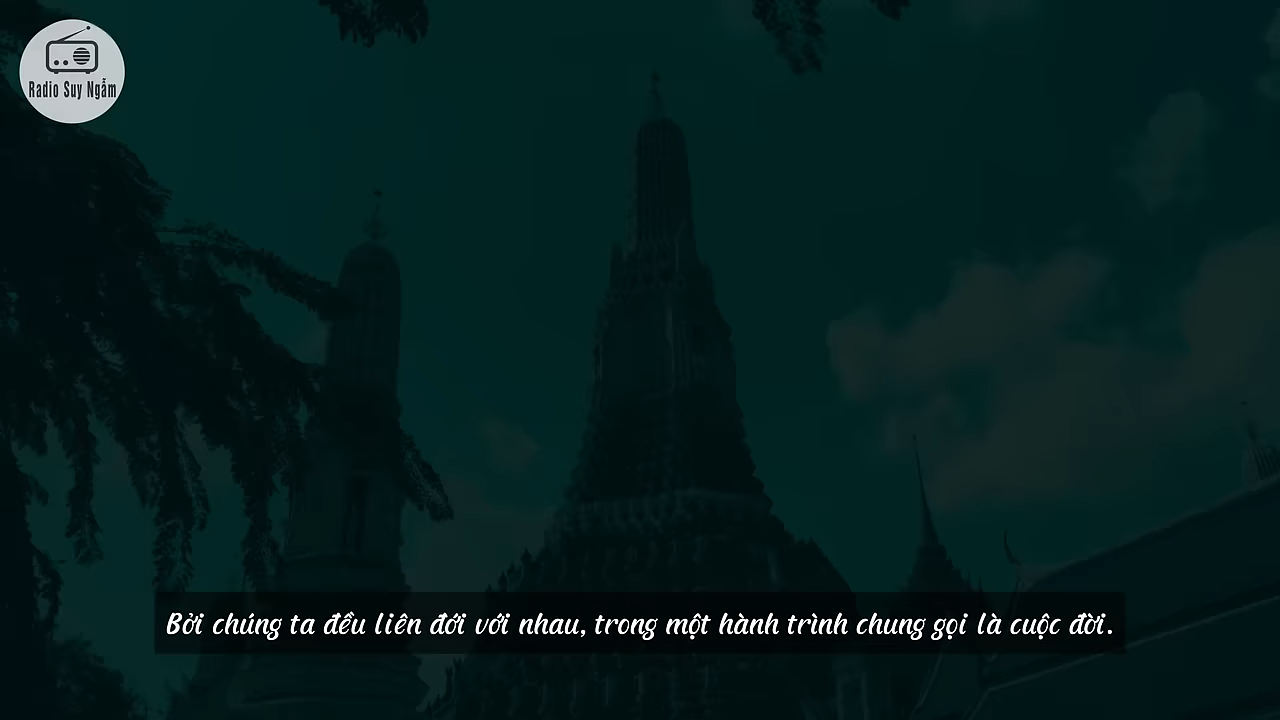 Radio Suy Ngẫm
Bởi chúng ta đều liên đới với nhau, trong một hành trình chung gọi là cuộc đời.